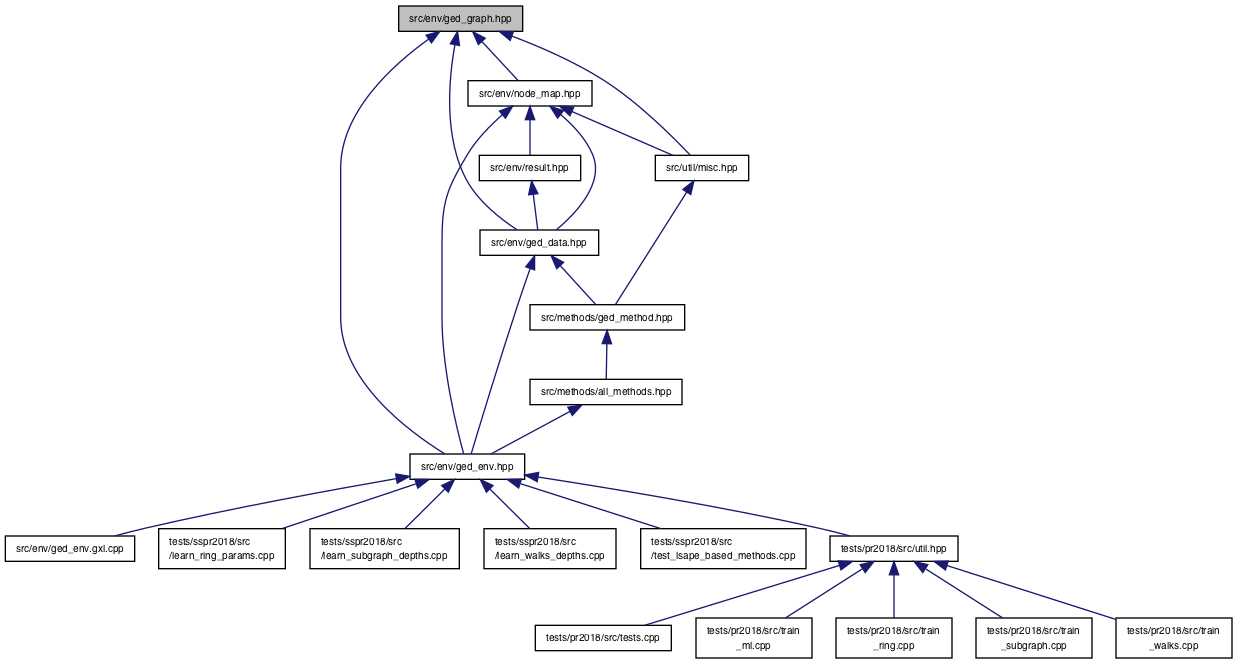 src/env/ged_graph.hpp
src/env/node_map.hpp
src/env/result.hpp
src/util/misc.hpp
src/env/ged_data.hpp
src/methods/ged_method.hpp
src/methods/all_methods.hpp
src/env/ged_env.hpp
src/env/ged_env.gxl.cpp
tests/sspr2018/src
/learn_ring_params.cpp
tests/sspr2018/src
/learn_subgraph_depths.cpp
tests/sspr2018/src
/learn_walks_depths.cpp
tests/sspr2018/src
/test_lsape_based_methods.cpp
tests/pr2018/src/util.hpp
tests/pr2018/src/tests.cpp
tests/pr2018/src/train
_ml.cpp
tests/pr2018/src/train
_ring.cpp
tests/pr2018/src/train
_subgraph.cpp
tests/pr2018/src/train
_walks.cpp